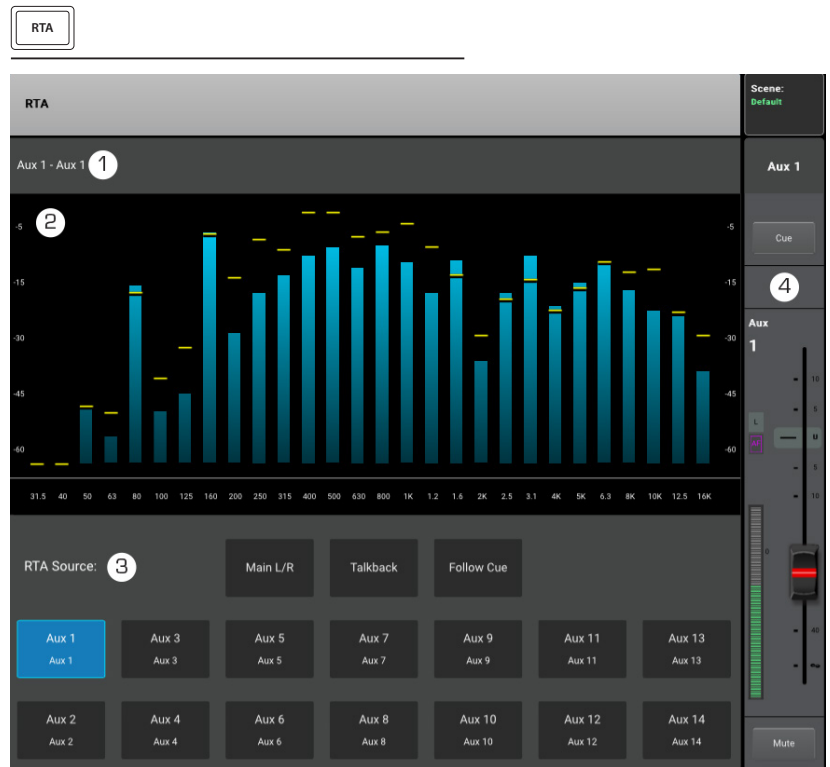 RTA
RTA
Scene:
Default
Aux 1 - Aux 1 1
Aux 1
2
-5 -5
Cue
-15 -15
4
Aux
1
-30 -30
10
-45 -45
5
L
U
-60 -60
5
31.5 40 50 63 80 100 125 160 200 250 315 400 500 630 800 1K 1.2 1.6 2K 2.5 3.1 4K 5K 6.3 8K 10K 12.5 16K
10
0
RTA Source: 3 Main L/R Talkback Follow Cue
40
Aux 1 Aux 3 Aux 5 Aux 7 Aux 9 Aux 11 Aux 13
Aux 1 Aux 3 Aux 5 Aux 7 Aux 9 Aux 11 Aux 13
Aux 2 Aux 4 Aux 6 Aux 8 Aux 10 Aux 12 Aux 14
Aux 2 Aux 4 Aux 6 Aux 8 Aux 10 Aux 12 Aux 14
Mute